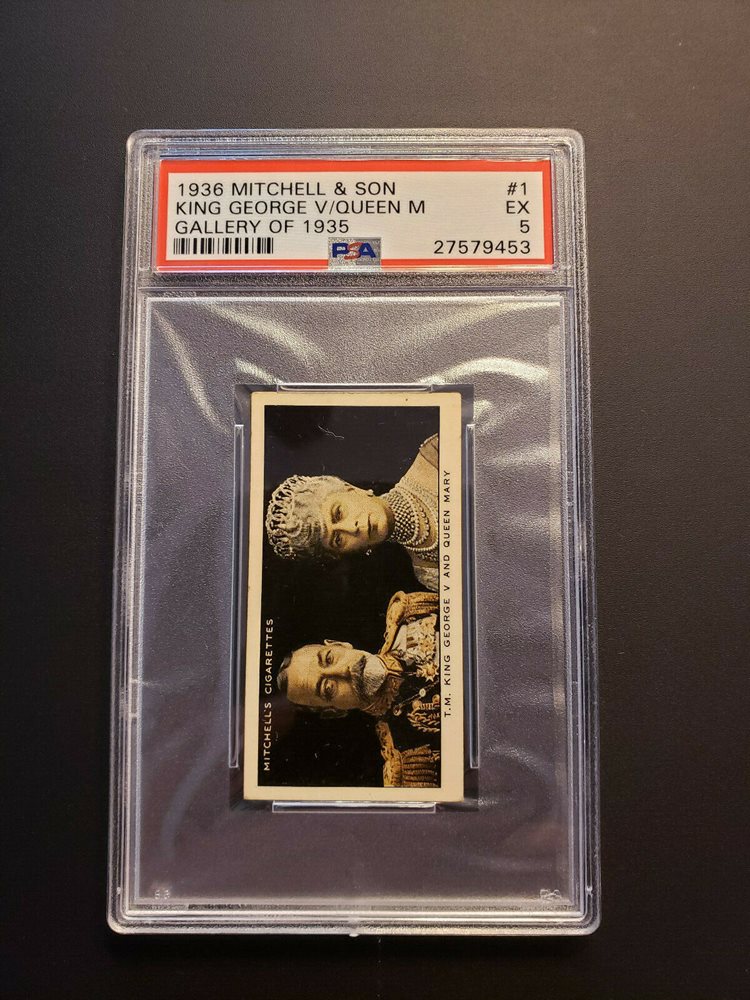 1936 MITCHELL & SON #1
KING GEORGE V/QUEEN M EX
GALLERY OF 1935 5
PSA 27579453
MITCHELL'S CIGARETTES
T.M. KING GEORGE V AND QUEEN MARY